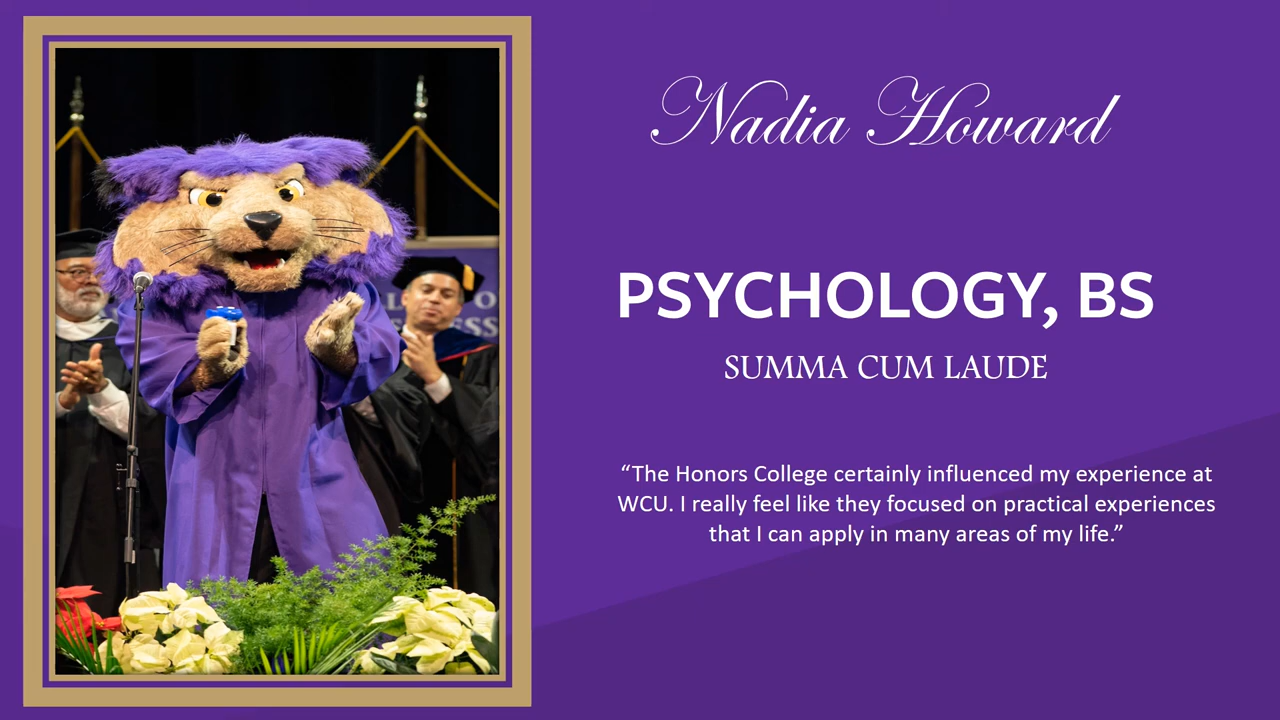 Nadia Howard
PSYCHOLOGY, BS
SUMMA CUM LAUDE
“The Honors College certainly influenced my experience at
WCU. I really feel like they focused on practical experiences
that I can apply in many areas of my life.”